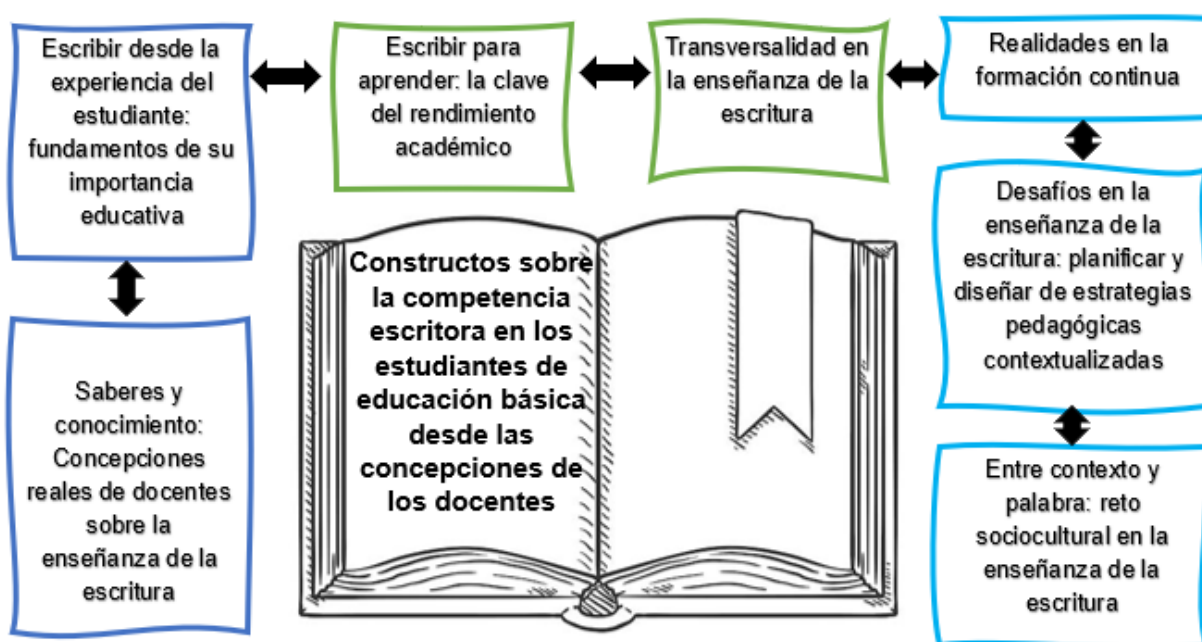 Escribir desde la
experiencia del
estudiante:
fundamentos de su
importancia
educativa
Escribir para
aprender: la clave
del rendimiento
académico
Transversalidad en
la enseñanza de la
escritura
Realidades en la
formación continua
Desafíos en la
enseñanza de la
escritura: planificar y
diseñar de estrategias
pedagógicas
contextualizadas
Constructos sobre
la competencia
escritora en los
estudiantes de
educación básica
desde las
concepciones de
los docentes
Saberes y
conocimiento:
Concepciones
reales de docentes
sobre la
enseñanza de la
escritura
Entre contexto y
palabra: reto
sociocultural en la
enseñanza de la
escritura